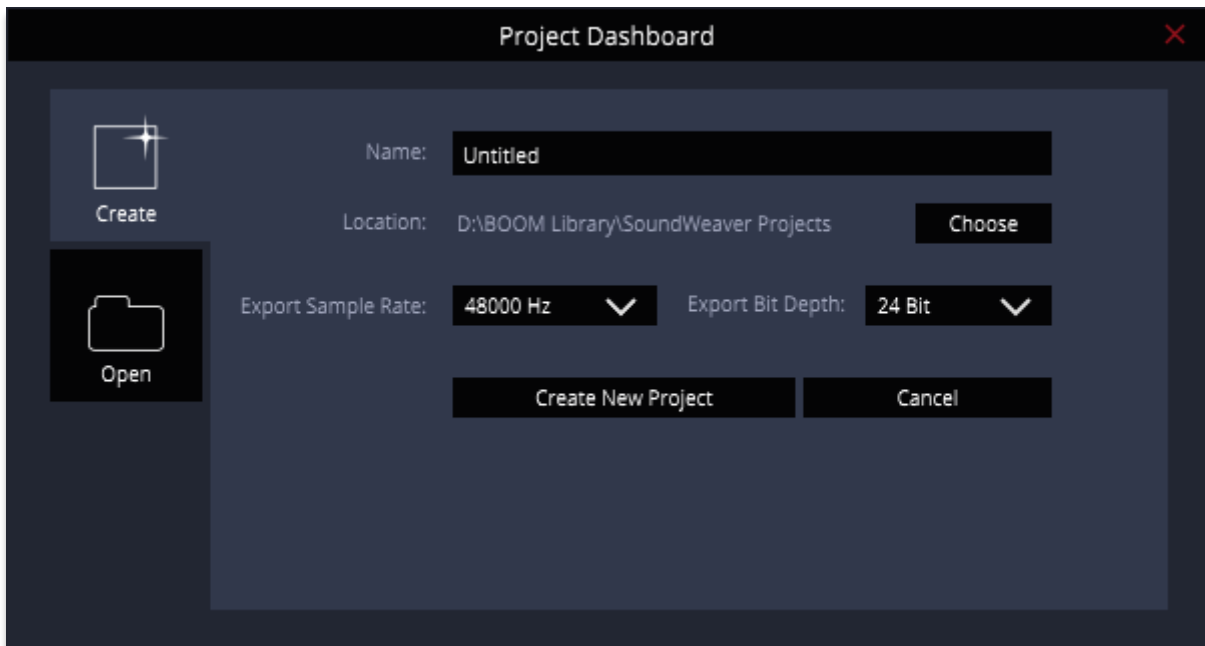 Project Dashboard
Create
Name: Untitled
Location: D:\BOOM Library\SoundWeaver Projects Choose
Export Sample Rate: 48000 Hz Export Bit Depth: 24 Bit
Open
Create New Project Cancel